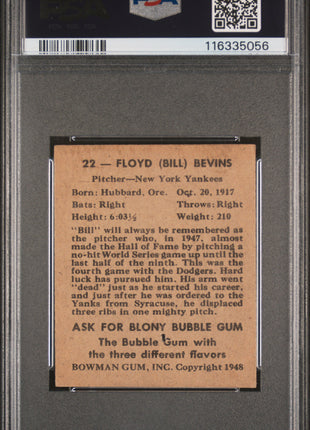 116335056
22 — FLOYD (BILL) BEVINS
Pitcher—New York Yankees
Born: Hubbard, Ore. Oct. 20, 1917
Bats: Right Throws: Right
Height: 6:03½ Weight: 210
"Bill" will always be remembered as
the pitcher who, in 1947, almost
made the Hall of Fame by pitching a
no-hit World Series game up until the
last half of the ninth. This was the
fourth game with the Dodgers. Hard
luck has pursued him. His arm went
"dead" just as he started his career,
and just after he was ordered to the
Yanks from Syracuse, he displaced
three ribs in one mighty pitch.
ASK FOR BLONY BUBBLE GUM
The Bubble Gum with
the three different flavors
BOWMAN GUM, INC. Copyright 1948